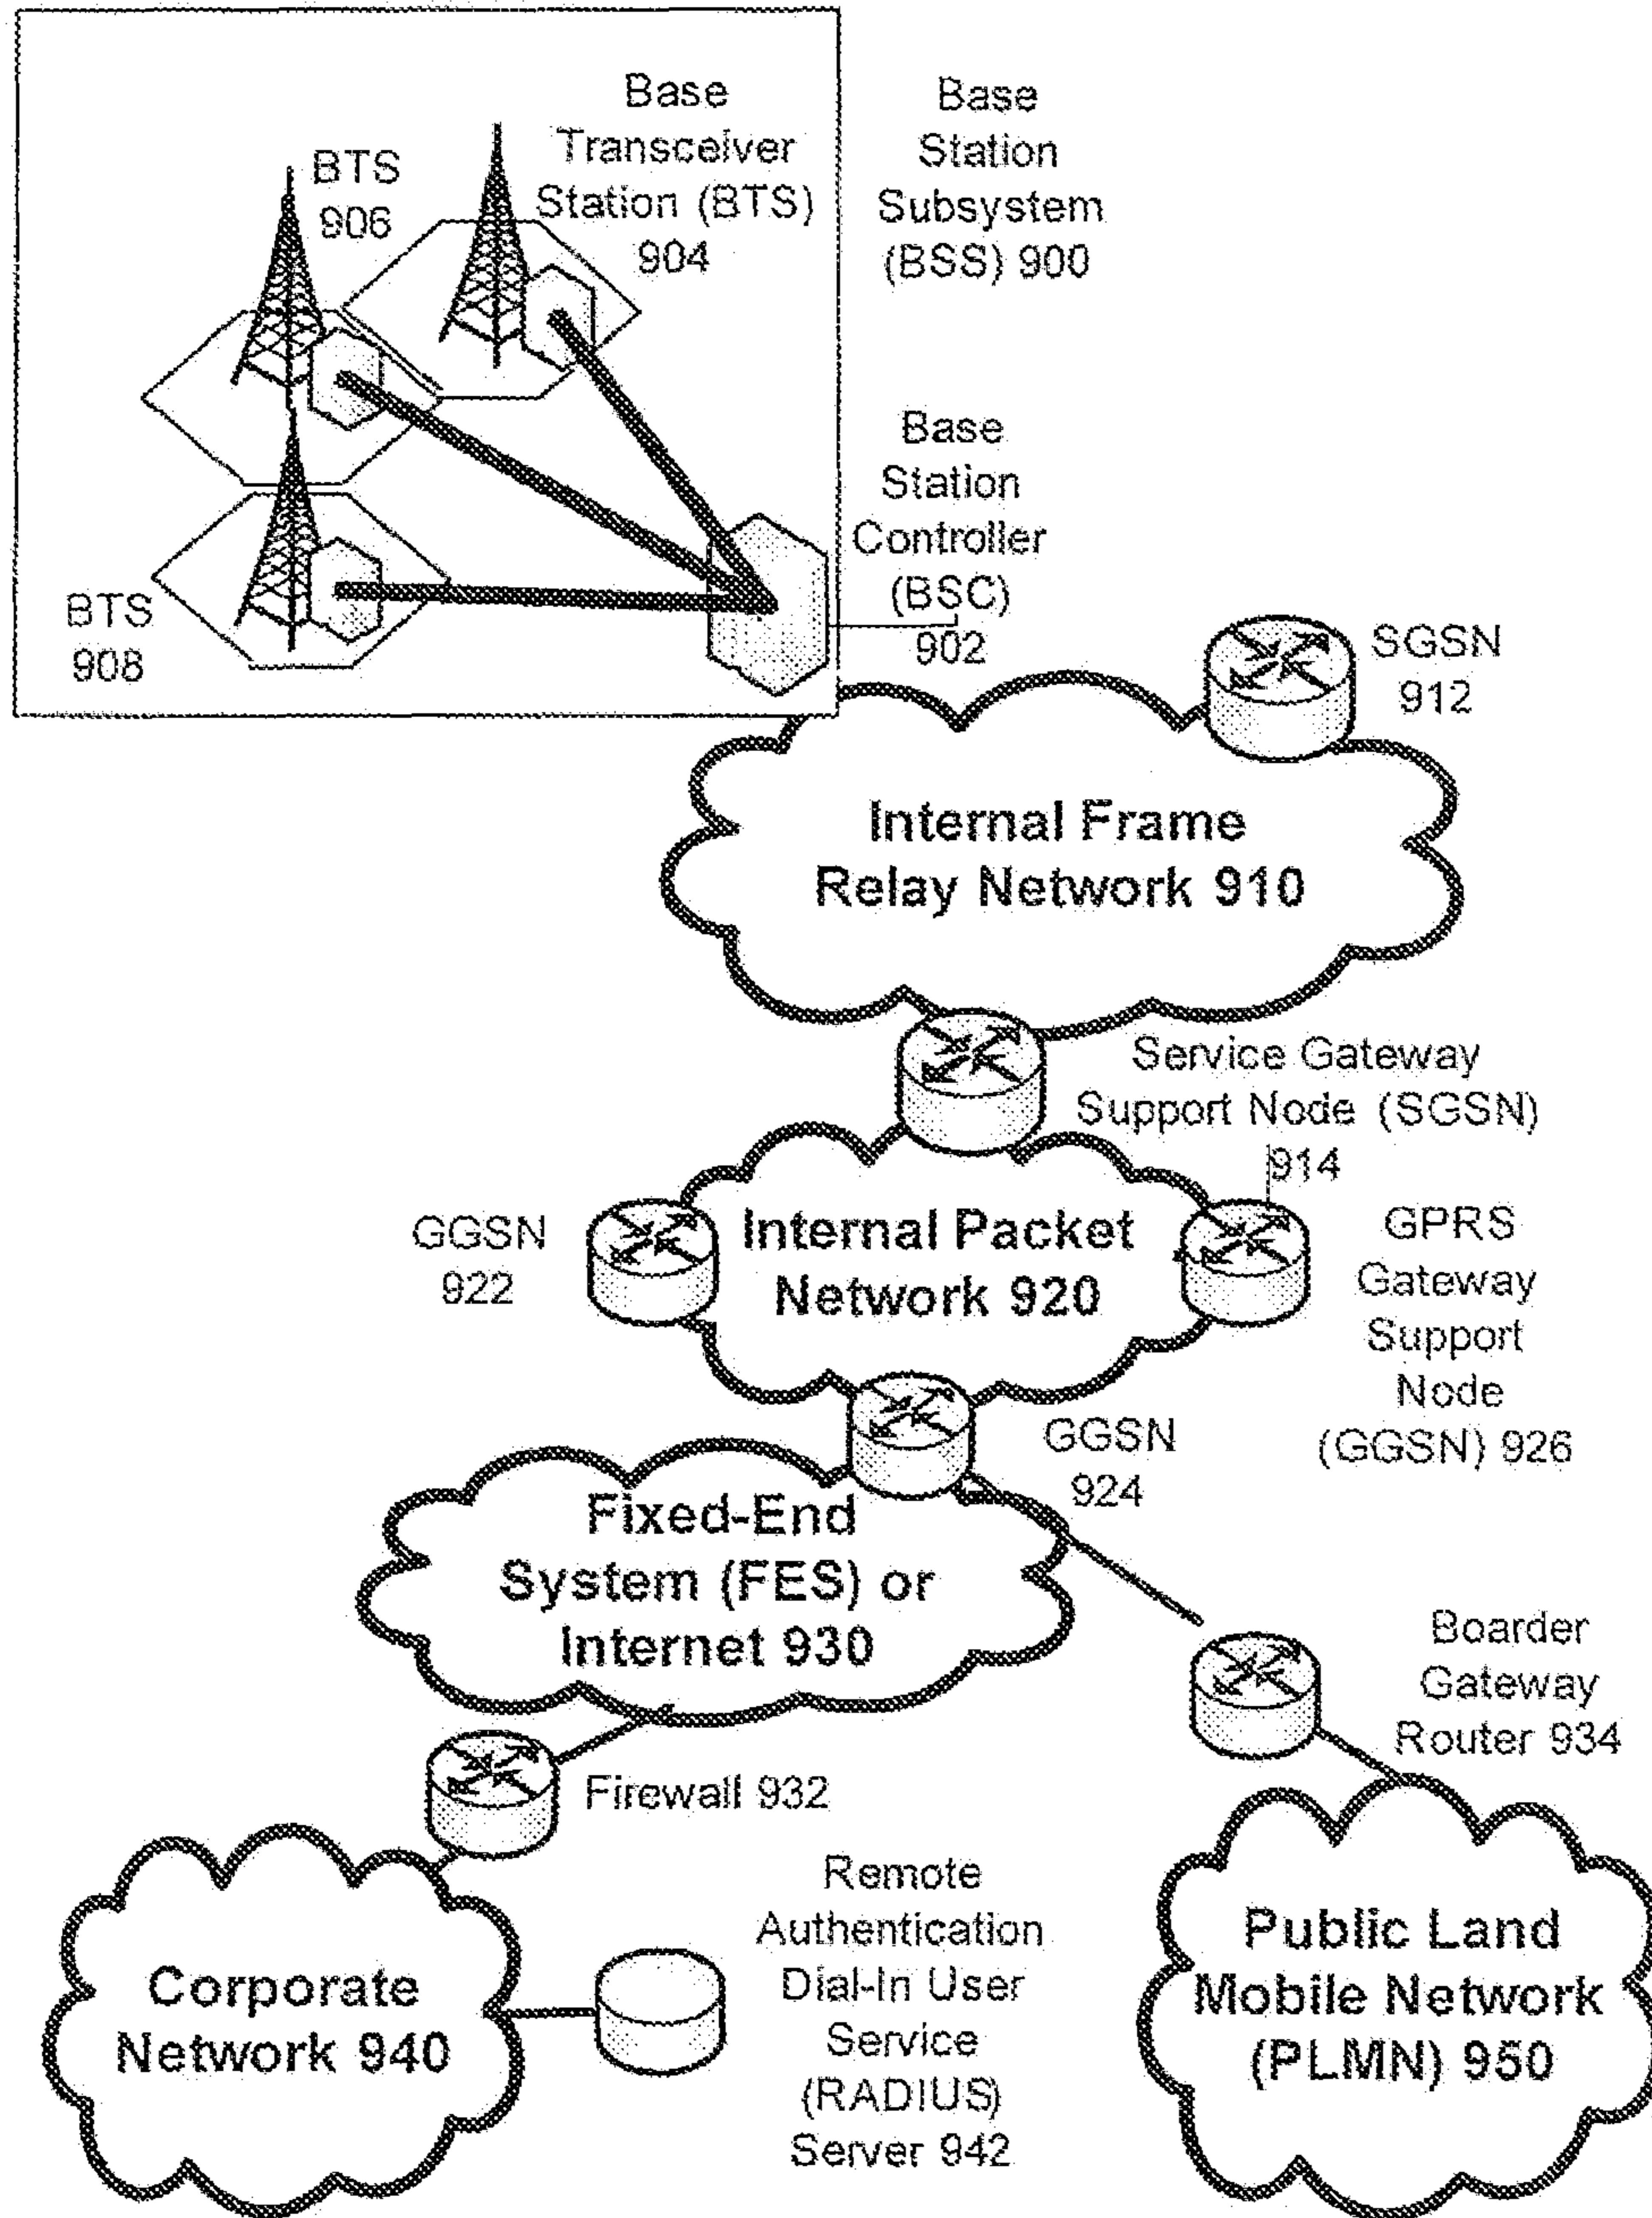 Base
Transceiver
Station (BTS)
904
BTS
906
Base
Station
Subsystem
(BSS) 900
Base
Station
Controller
(BSC)
902
BTS
908
SGSN
912
Internal Frame
Relay Network 910
Service Gateway
Support Node (SGSN)
914
GGSN
922
Internal Packet
Network 920
GPRS
Gateway
Support
Node
(GGSN) 926
GGSN
924
Fixed-End
System (FES) or
Internet 930
Boarder
Gateway
Router 934
Firewall 932
Remote
Authentication
Dial-In User
Service
(RADIUS)
Server 942
Corporate
Network 940
Public Land
Mobile Network
(PLMN) 950